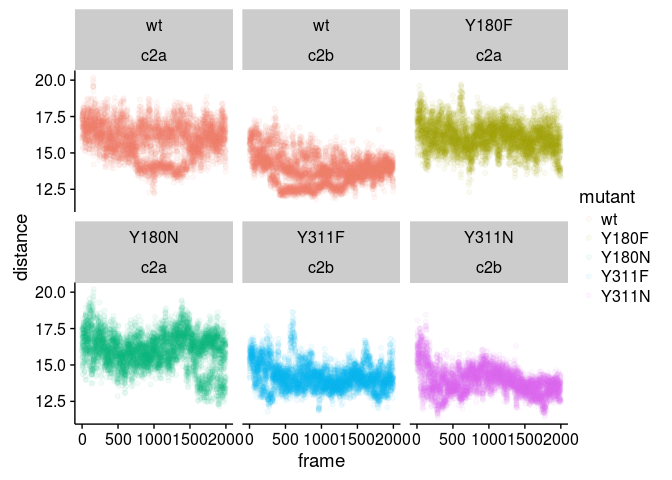 wt wt Y180F
c2a c2b c2a
20.0
17.5
15.0
12.5
Y180N Y311F Y311N
c2a c2b c2b
20.0
17.5
15.0
12.5
0 500 1000 1500 2000 0 500 1000 1500 2000 0 500 1000 1500 2000
frame
distance
mutant
wt
Y180F
Y180N
Y311F
Y311N